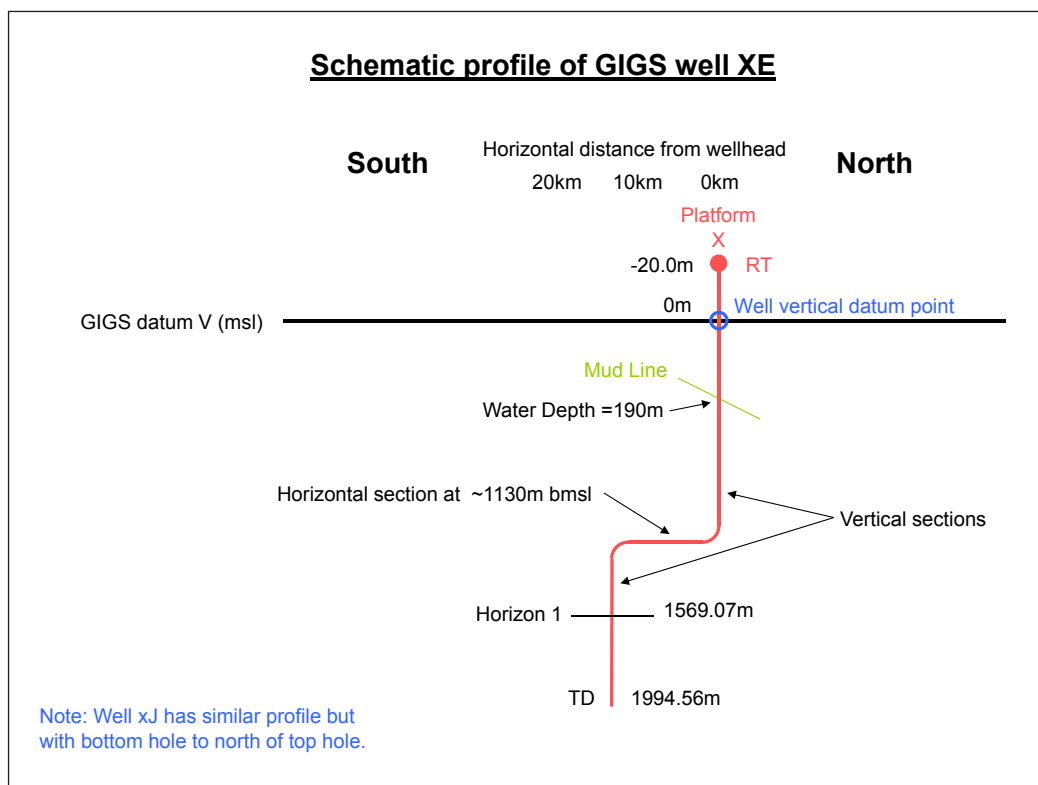 Schematic profile of GIGS well XE
South
Horizontal distance from wellhead
North
20km 10km 0km
Platform
X
-20.0m
RT
0m
Well vertical datum point
GIGS datum V (msl)
Mud Line
Water Depth =190m
Horizontal section at ~1130m bmsl
Vertical sections
Horizon 1
1569.07m
TD
1994.56m
Note: Well xJ has similar profile but
with bottom hole to north of top hole.